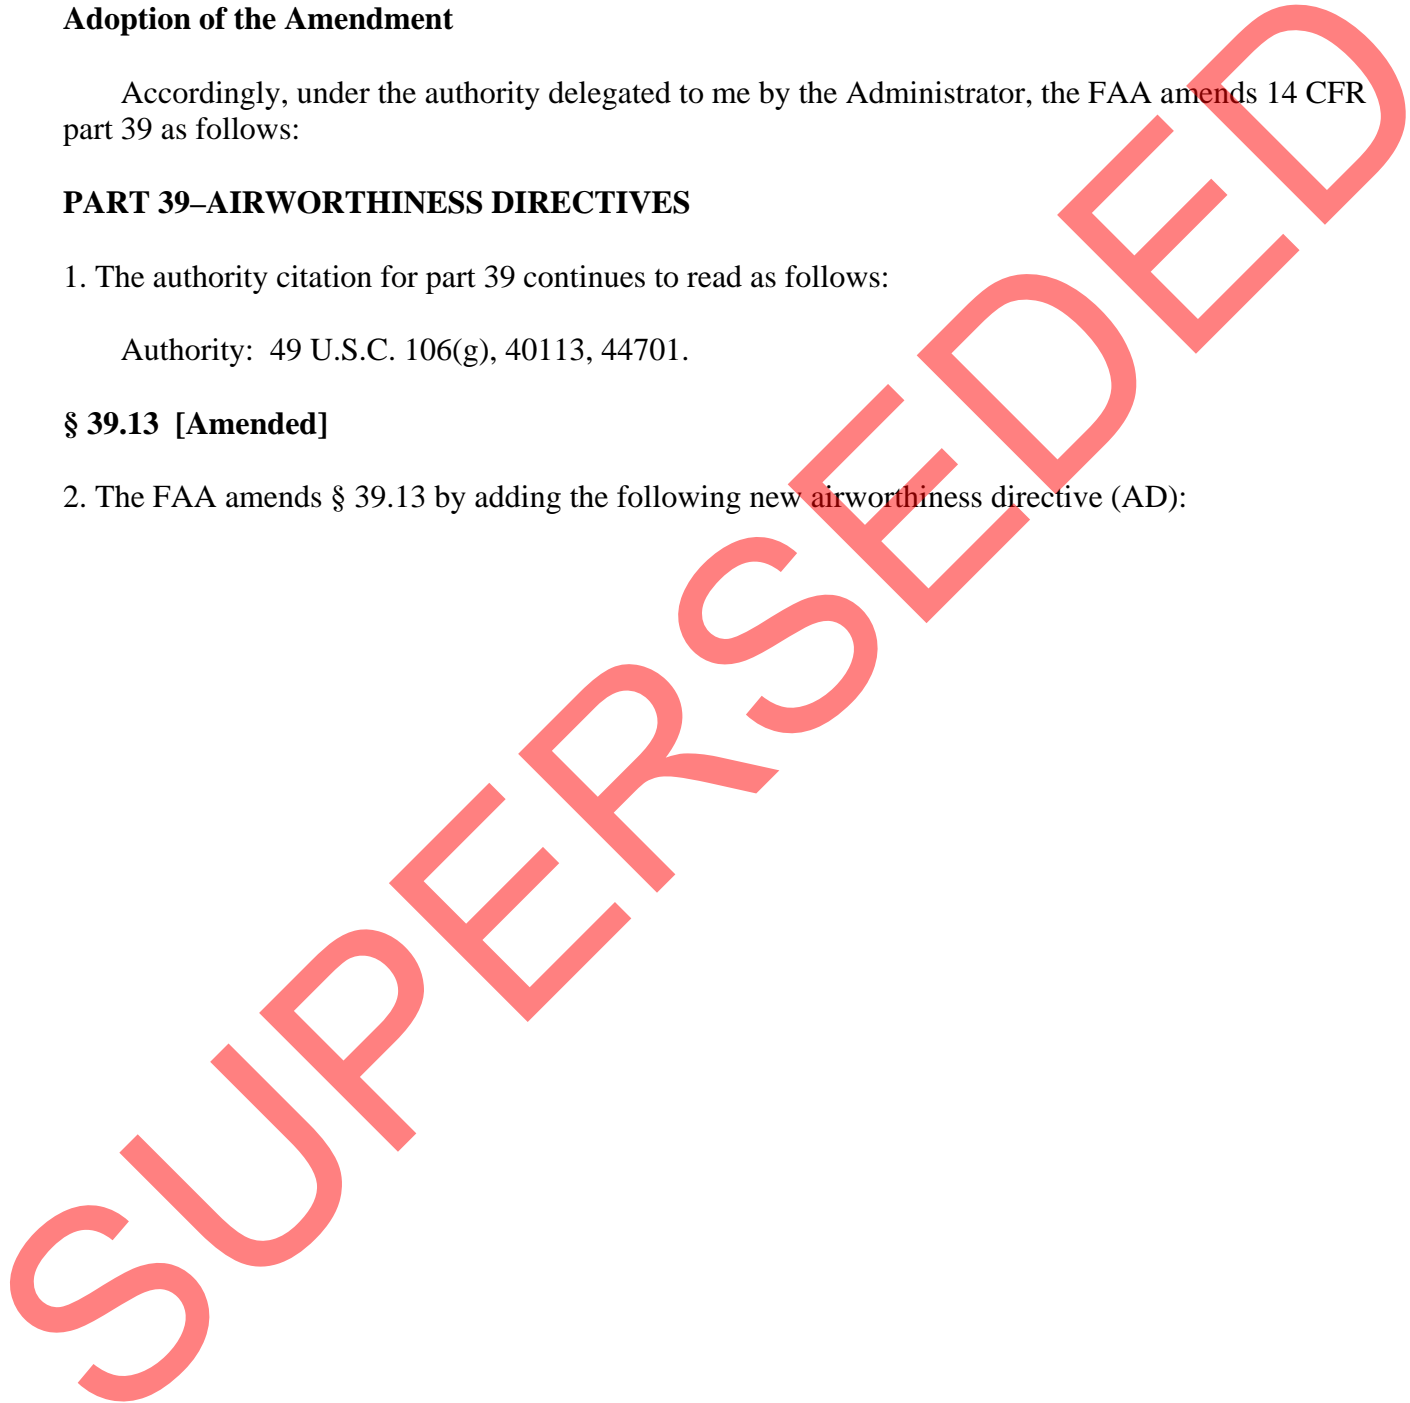 Adoption of the Amendment
Accordingly, under the authority delegated to me by the Administrator, the FAA amends 14 CFR
part 39 as follows:
PART 39–AIRWORTHINESS DIRECTIVES
1. The authority citation for part 39 continues to read as follows:
Authority:  49 U.S.C. 106(g), 40113, 44701.
§ 39.13  [Amended]
2. The FAA amends § 39.13 by adding the following new airworthiness directive (AD):
SUPERSEDED